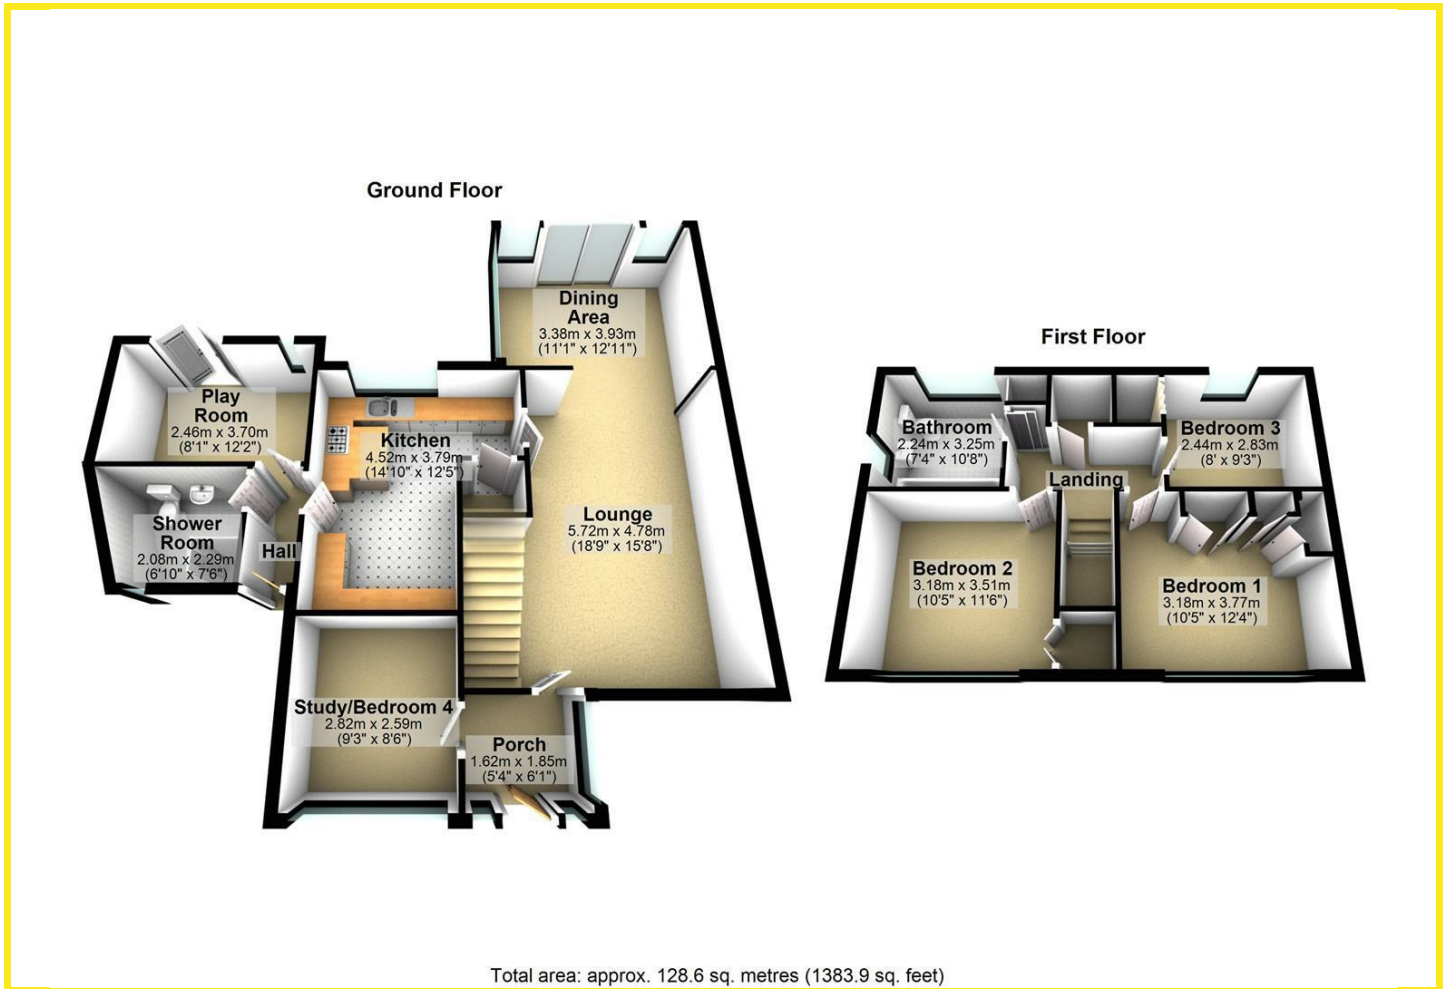 Ground Floor
Dining
Area
3.38m x 3.93m
(11'1" x 12'11")
Play
Room
2.46m x 3.70m
(8'1" x 12'2")
Kitchen
4.52m x 3.79m
(14'10" x 12'5")
Shower
Room
2.08m x 2.29m
(6'10" x 7'6")
Hall
Lounge
5.72m x 4.78m
(18'9" x 15'8")
Study/Bedroom 4
2.82m x 2.59m
(9'3" x 8'6")
Porch
1.62m x 1.85m
(5'4" x 6'1")
First Floor
Bathroom
2.24m x 3.25m
(7'4" x 10'8")
Bedroom 3
2.44m x 2.83m
(8' x 9'3")
Landing
Bedroom 2
3.18m x 3.51m
(10'5" x 11'6")
Bedroom 1
3.18m x 3.77m
(10'5" x 12'4")
Total area: approx. 128.6 sq. metres (1383.9 sq. feet)